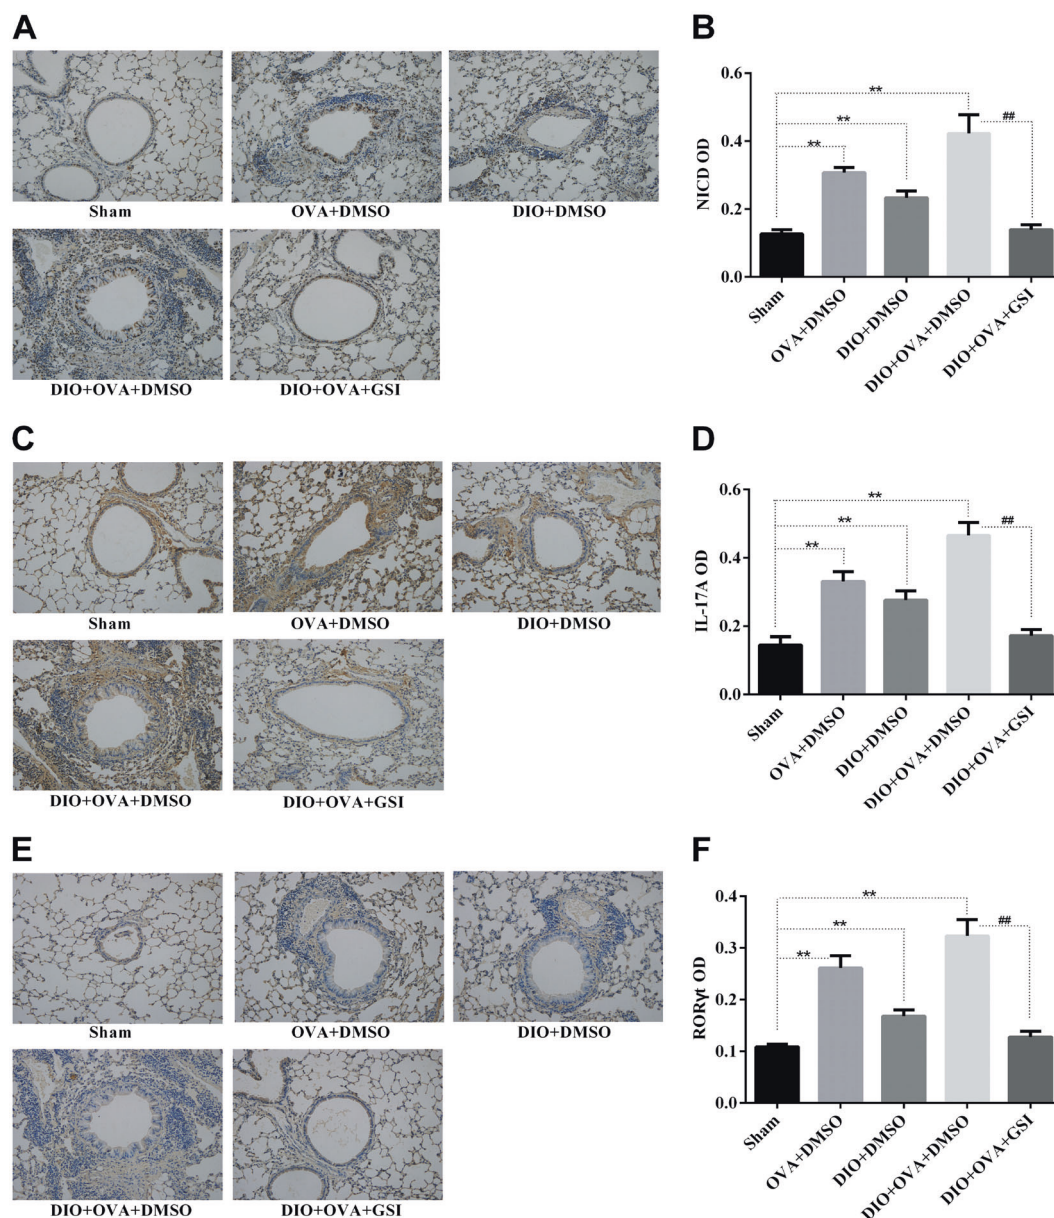 A
Sham
OVA+DMSO
DIO+DMSO
DIO+OVA+DMSO
DIO+OVA+GSI
B
NICD OD
0.6
0.4
0.2
0.0
**
**
**
##
Sham
OVA+DMSO
DIO+DMSO
DIO+OVA+DMSO
DIO+OVA+GSI
C
Sham
OVA+DMSO
DIO+DMSO
DIO+OVA+DMSO
DIO+OVA+GSI
D
IL-17A OD
0.6
0.4
0.2
0.0
**
**
**
##
Sham
OVA+DMSO
DIO+DMSO
DIO+OVA+DMSO
DIO+OVA+GSI
E
Sham
OVA+DMSO
DIO+DMSO
DIO+OVA+DMSO
DIO+OVA+GSI
F
RORγt OD
0.4
0.3
0.2
0.1
0.0
**
**
**
##
Sham
OVA+DMSO
DIO+DMSO
DIO+OVA+DMSO
DIO+OVA+GSI